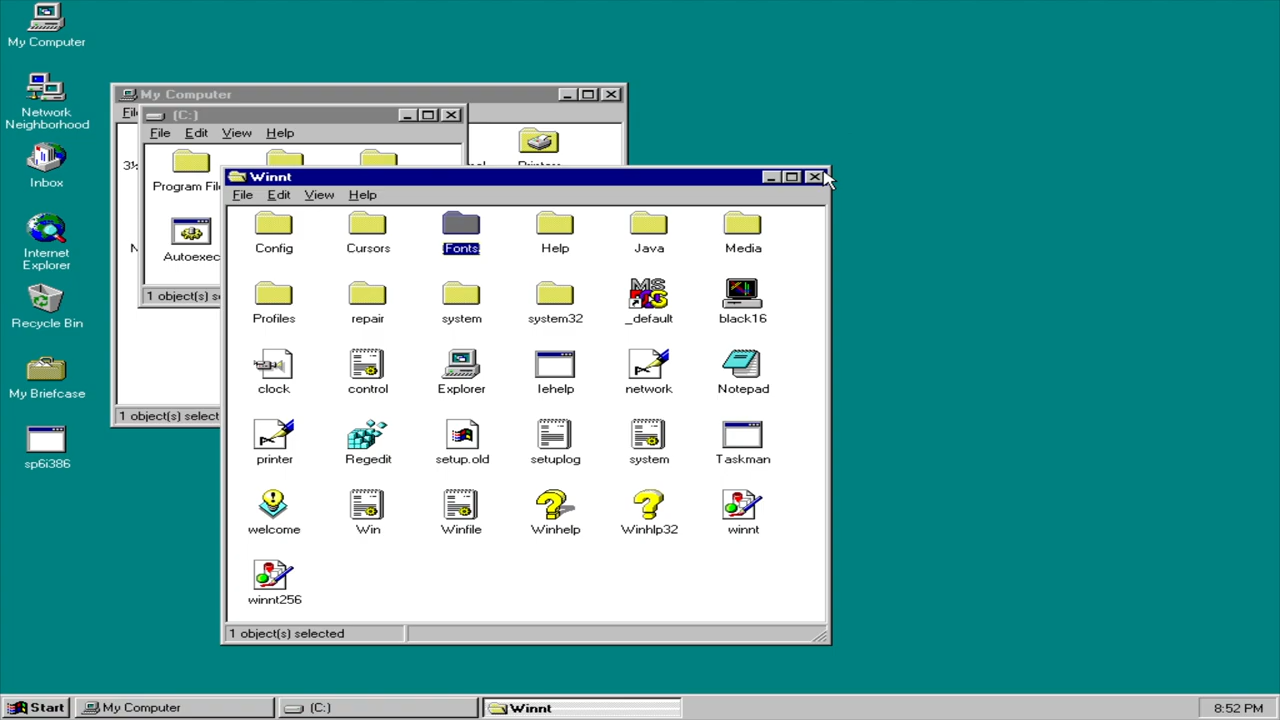 My Computer
Network
Neighborhood
Inbox
Internet
Explorer
Recycle Bin
My Briefcase
sp6i386
My Computer
(C:)
File Edit View Help
Program File
Autoexec
1 object(s) se
1 object(s) select
Winnt
File Edit View Help
Config Cursors Fonts Help Java Media
Profiles repair system system32 _default black16
clock control Explorer Iehelp network Notepad
printer Regedit setup.old setuplog system Taskman
welcome Win Winfile Winhelp Winhlp32 winnt
winnt256
1 object(s) selected
Start My Computer (C:) Winnt 8:52 PM